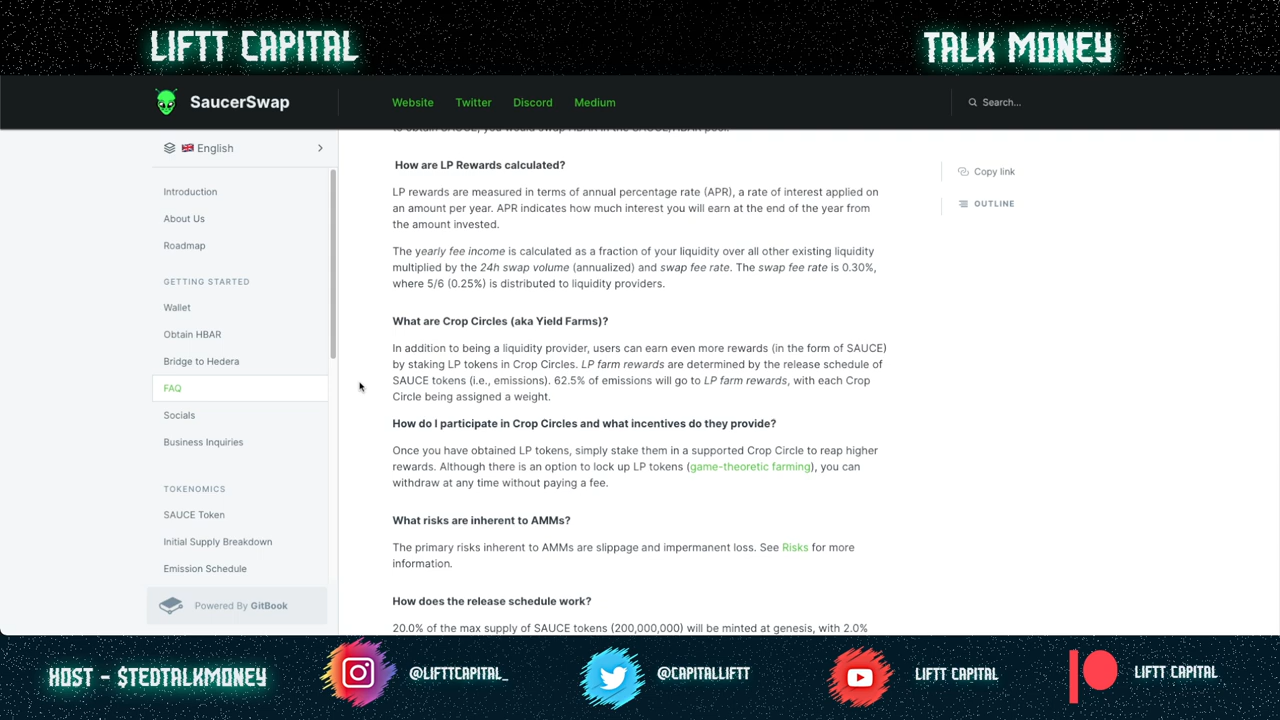 LIFTT CAPITAL
TALK MONEY
SaucerSwap
Website
Twitter
Discord
Medium
Search...
English
Introduction
About Us
Roadmap
GETTING STARTED
Wallet
Obtain HBAR
Bridge to Hedera
FAQ
Socials
Business Inquiries
TOKENOMICS
SAUCE Token
Initial Supply Breakdown
Emission Schedule
Powered By GitBook
to obtain SAUCE, you would swap HBAR in the SAUCE/HBAR pool.
How are LP Rewards calculated?
LP rewards are measured in terms of annual percentage rate (APR), a rate of interest applied on
an amount per year. APR indicates how much interest you will earn at the end of the year from
the amount invested.
The yearly fee income is calculated as a fraction of your liquidity over all other existing liquidity
multiplied by the 24h swap volume (annualized) and swap fee rate. The swap fee rate is 0.30%,
where 5/6 (0.25%) is distributed to liquidity providers.
What are Crop Circles (aka Yield Farms)?
In addition to being a liquidity provider, users can earn even more rewards (in the form of SAUCE)
by staking LP tokens in Crop Circles. LP farm rewards are determined by the release schedule of
SAUCE tokens (i.e., emissions). 62.5% of emissions will go to LP farm rewards, with each Crop
Circle being assigned a weight.
How do I participate in Crop Circles and what incentives do they provide?
Once you have obtained LP tokens, simply stake them in a supported Crop Circle to reap higher
rewards. Although there is an option to lock up LP tokens (game-theoretic farming), you can
withdraw at any time without paying a fee.
What risks are inherent to AMMs?
The primary risks inherent to AMMs are slippage and impermanent loss. See Risks for more
information.
How does the release schedule work?
20.0% of the max supply of SAUCE tokens (200,000,000) will be minted at genesis, with 2.0%
Copy link
OUTLINE
HOST - $TEDTALKMONEY
@LIFTTCAPITAL_
@CAPITALLIFTT
LIFTT CAPITAL
LIFTT CAPITAL